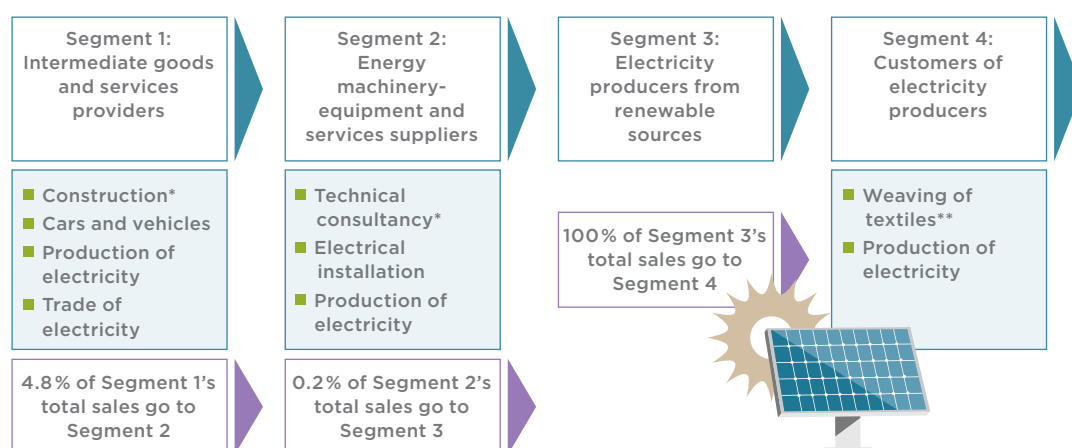 Segment 1:
Intermediate goods
and services
providers
Segment 2:
Energy
machinery-
equipment and
services suppliers
Segment 3:
Electricity
producers from
renewable
sources
Segment 4:
Customers of
electricity
producers
Construction*
Cars and vehicles
Production of
electricity
Trade of
electricity
Technical
consultancy*
Electrical
installation
Production of
electricity
100% of Segment 3's
total sales go to
Segment 4
Weaving of
textiles**
Production of
electricity
4.8% of Segment 1's
total sales go to
Segment 2
0.2% of Segment 2's
total sales go to
Segment 3